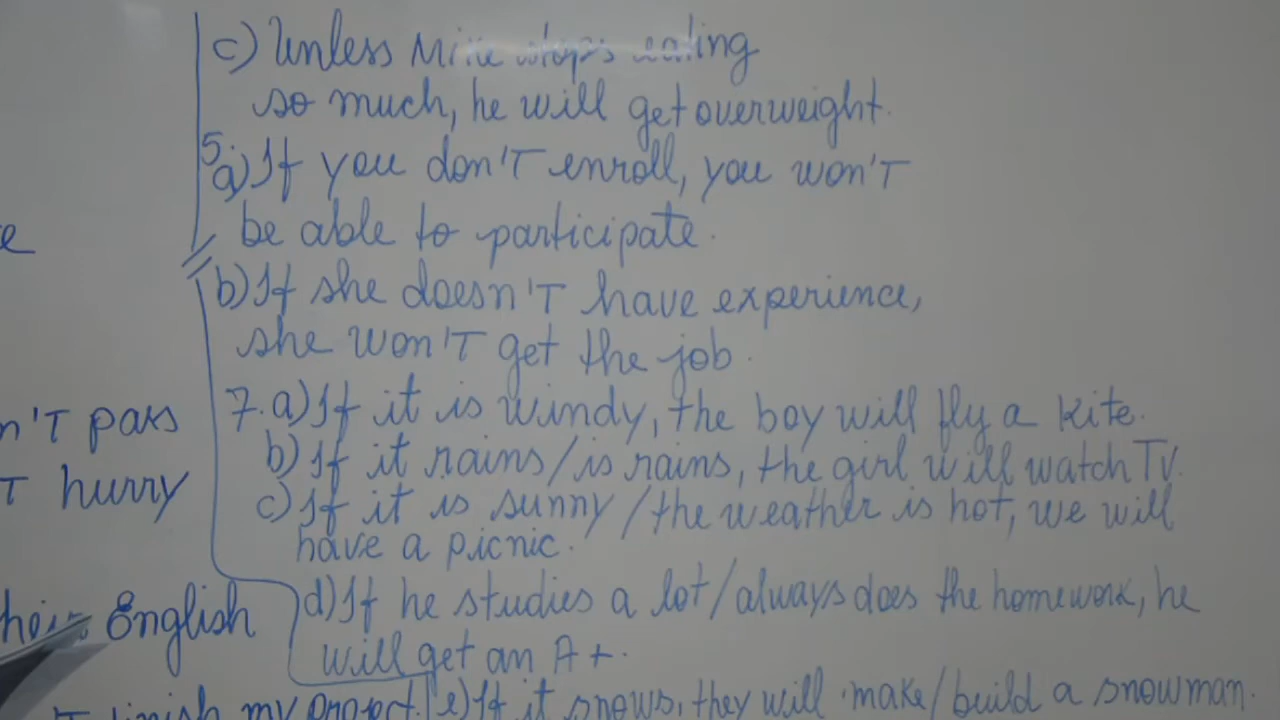 c) Unless Mike stops eating
so much, he will get overweight.
5.
a) If you don't enroll, you won't
be able to participate.
e
b) If she doesn't have experience,
she won't get the job.
7. a) If it is windy, the boy will fly a kite.
n'T pass
b) If it rains/is rains, the girl will watch TV.
T hurry
c) If it is sunny/the weather is hot, we will
have a picnic.
English
d) If he studies a lot/always does the homework, he
will get an A+.
my project.
e) If it snows, they will make/build a snowman.